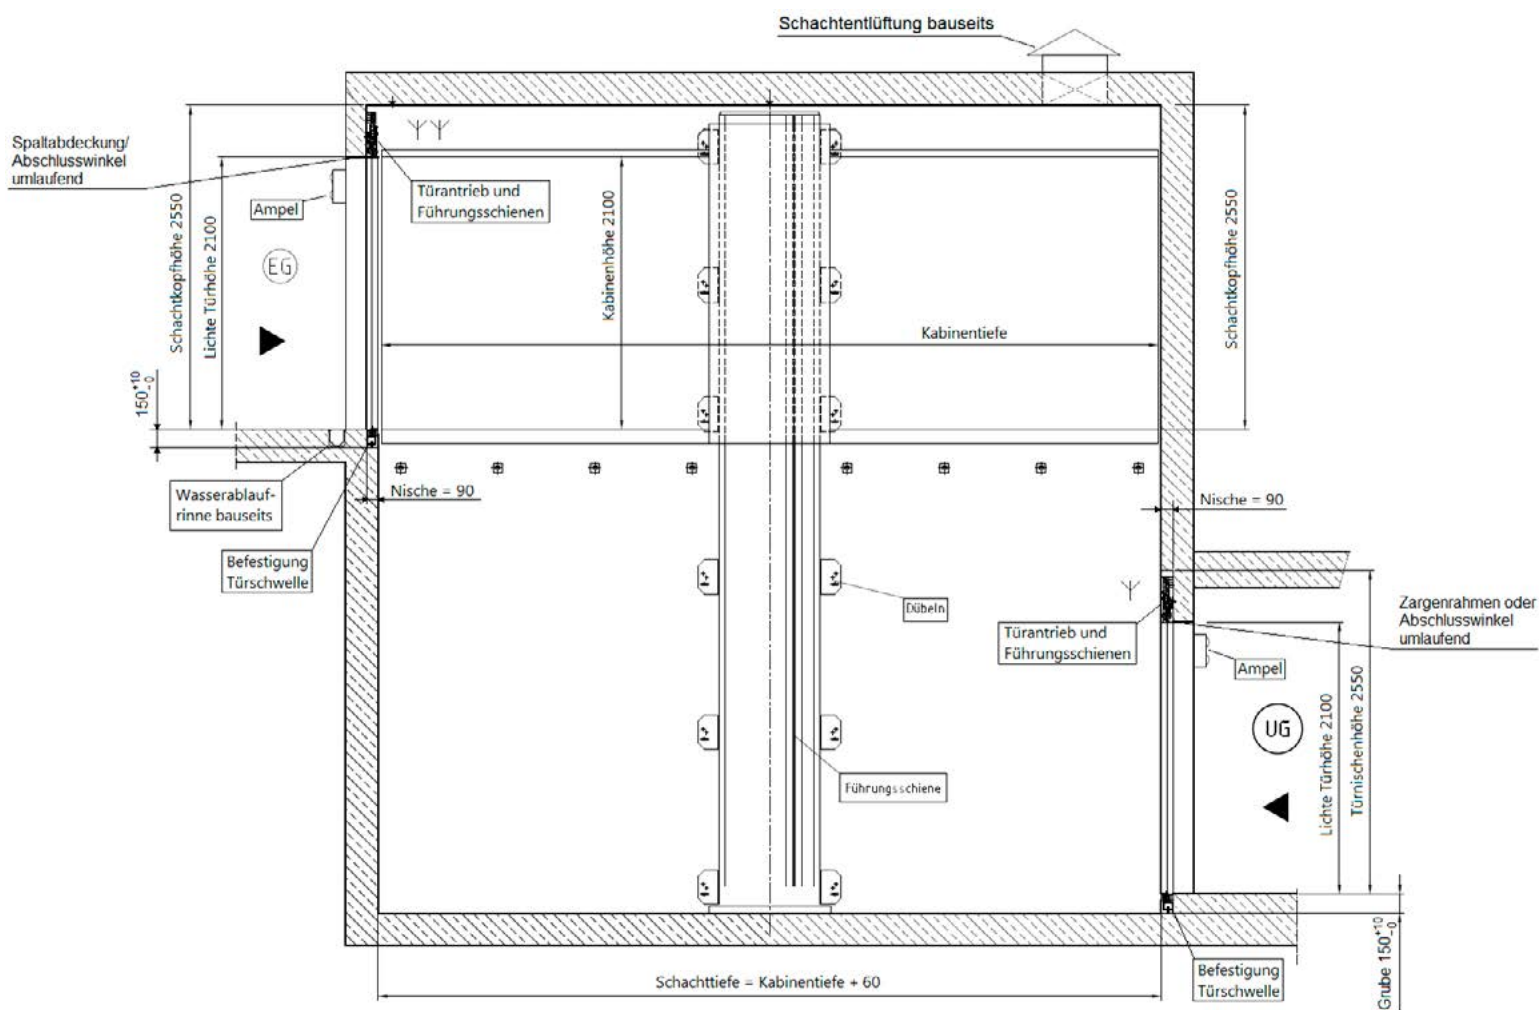 Schachtentlüftung bauseits
Spaltabdeckung/
Abschlusswinkel
umlaufend
Ampel
EG
Schachtkopfhöhe 2550
Lichte Türhöhe 2100
150 +10 -0
Türantrieb und
Führungsschienen
Kabinenhöhe 2100
Kabinentiefe
Schachtkopfhöhe 2550
Wasserablauf-
rinne bauseits
Nische = 90
Befestigung
Türschwelle
Nische = 90
Dübeln
Türantrieb und
Führungsschienen
Zargenrahmen oder
Abschlusswinkel
umlaufend
Ampel
UG
Lichte Türhöhe 2100
Türnischenhöhe 2550
Führungsschiene
Schachttiefe = Kabinentiefe + 60
Befestigung
Türschwelle
Grube 150 +10 -0